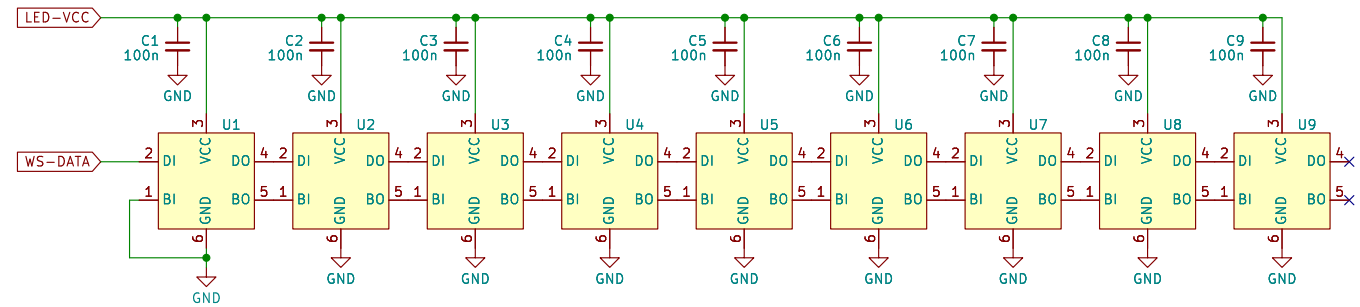 LED-VCC
C1 C2 C3 C4 C5 C6 C7 C8 C9
100n 100n 100n 100n 100n 100n 100n 100n 100n
GND GND GND GND GND GND GND GND GND
3 U1 3 U2 3 U3 3 U4 3 U5 3 U6 3 U7 3 U8 3 U9
VCC VCC VCC VCC VCC VCC VCC VCC VCC
WS-DATA 2 DI DO 4 2 DI DO 4 2 DI DO 4 2 DI DO 4 2 DI DO 4 2 DI DO 4 2 DI DO 4 2 DI DO 4 2 DI DO 4
1 BI BO 5 1 BI BO 5 1 BI BO 5 1 BI BO 5 1 BI BO 5 1 BI BO 5 1 BI BO 5 1 BI BO 5 1 BI BO 5
GND GND GND GND GND GND GND GND GND
6 6 6 6 6 6 6 6 6
GND GND GND GND GND GND GND GND
GND